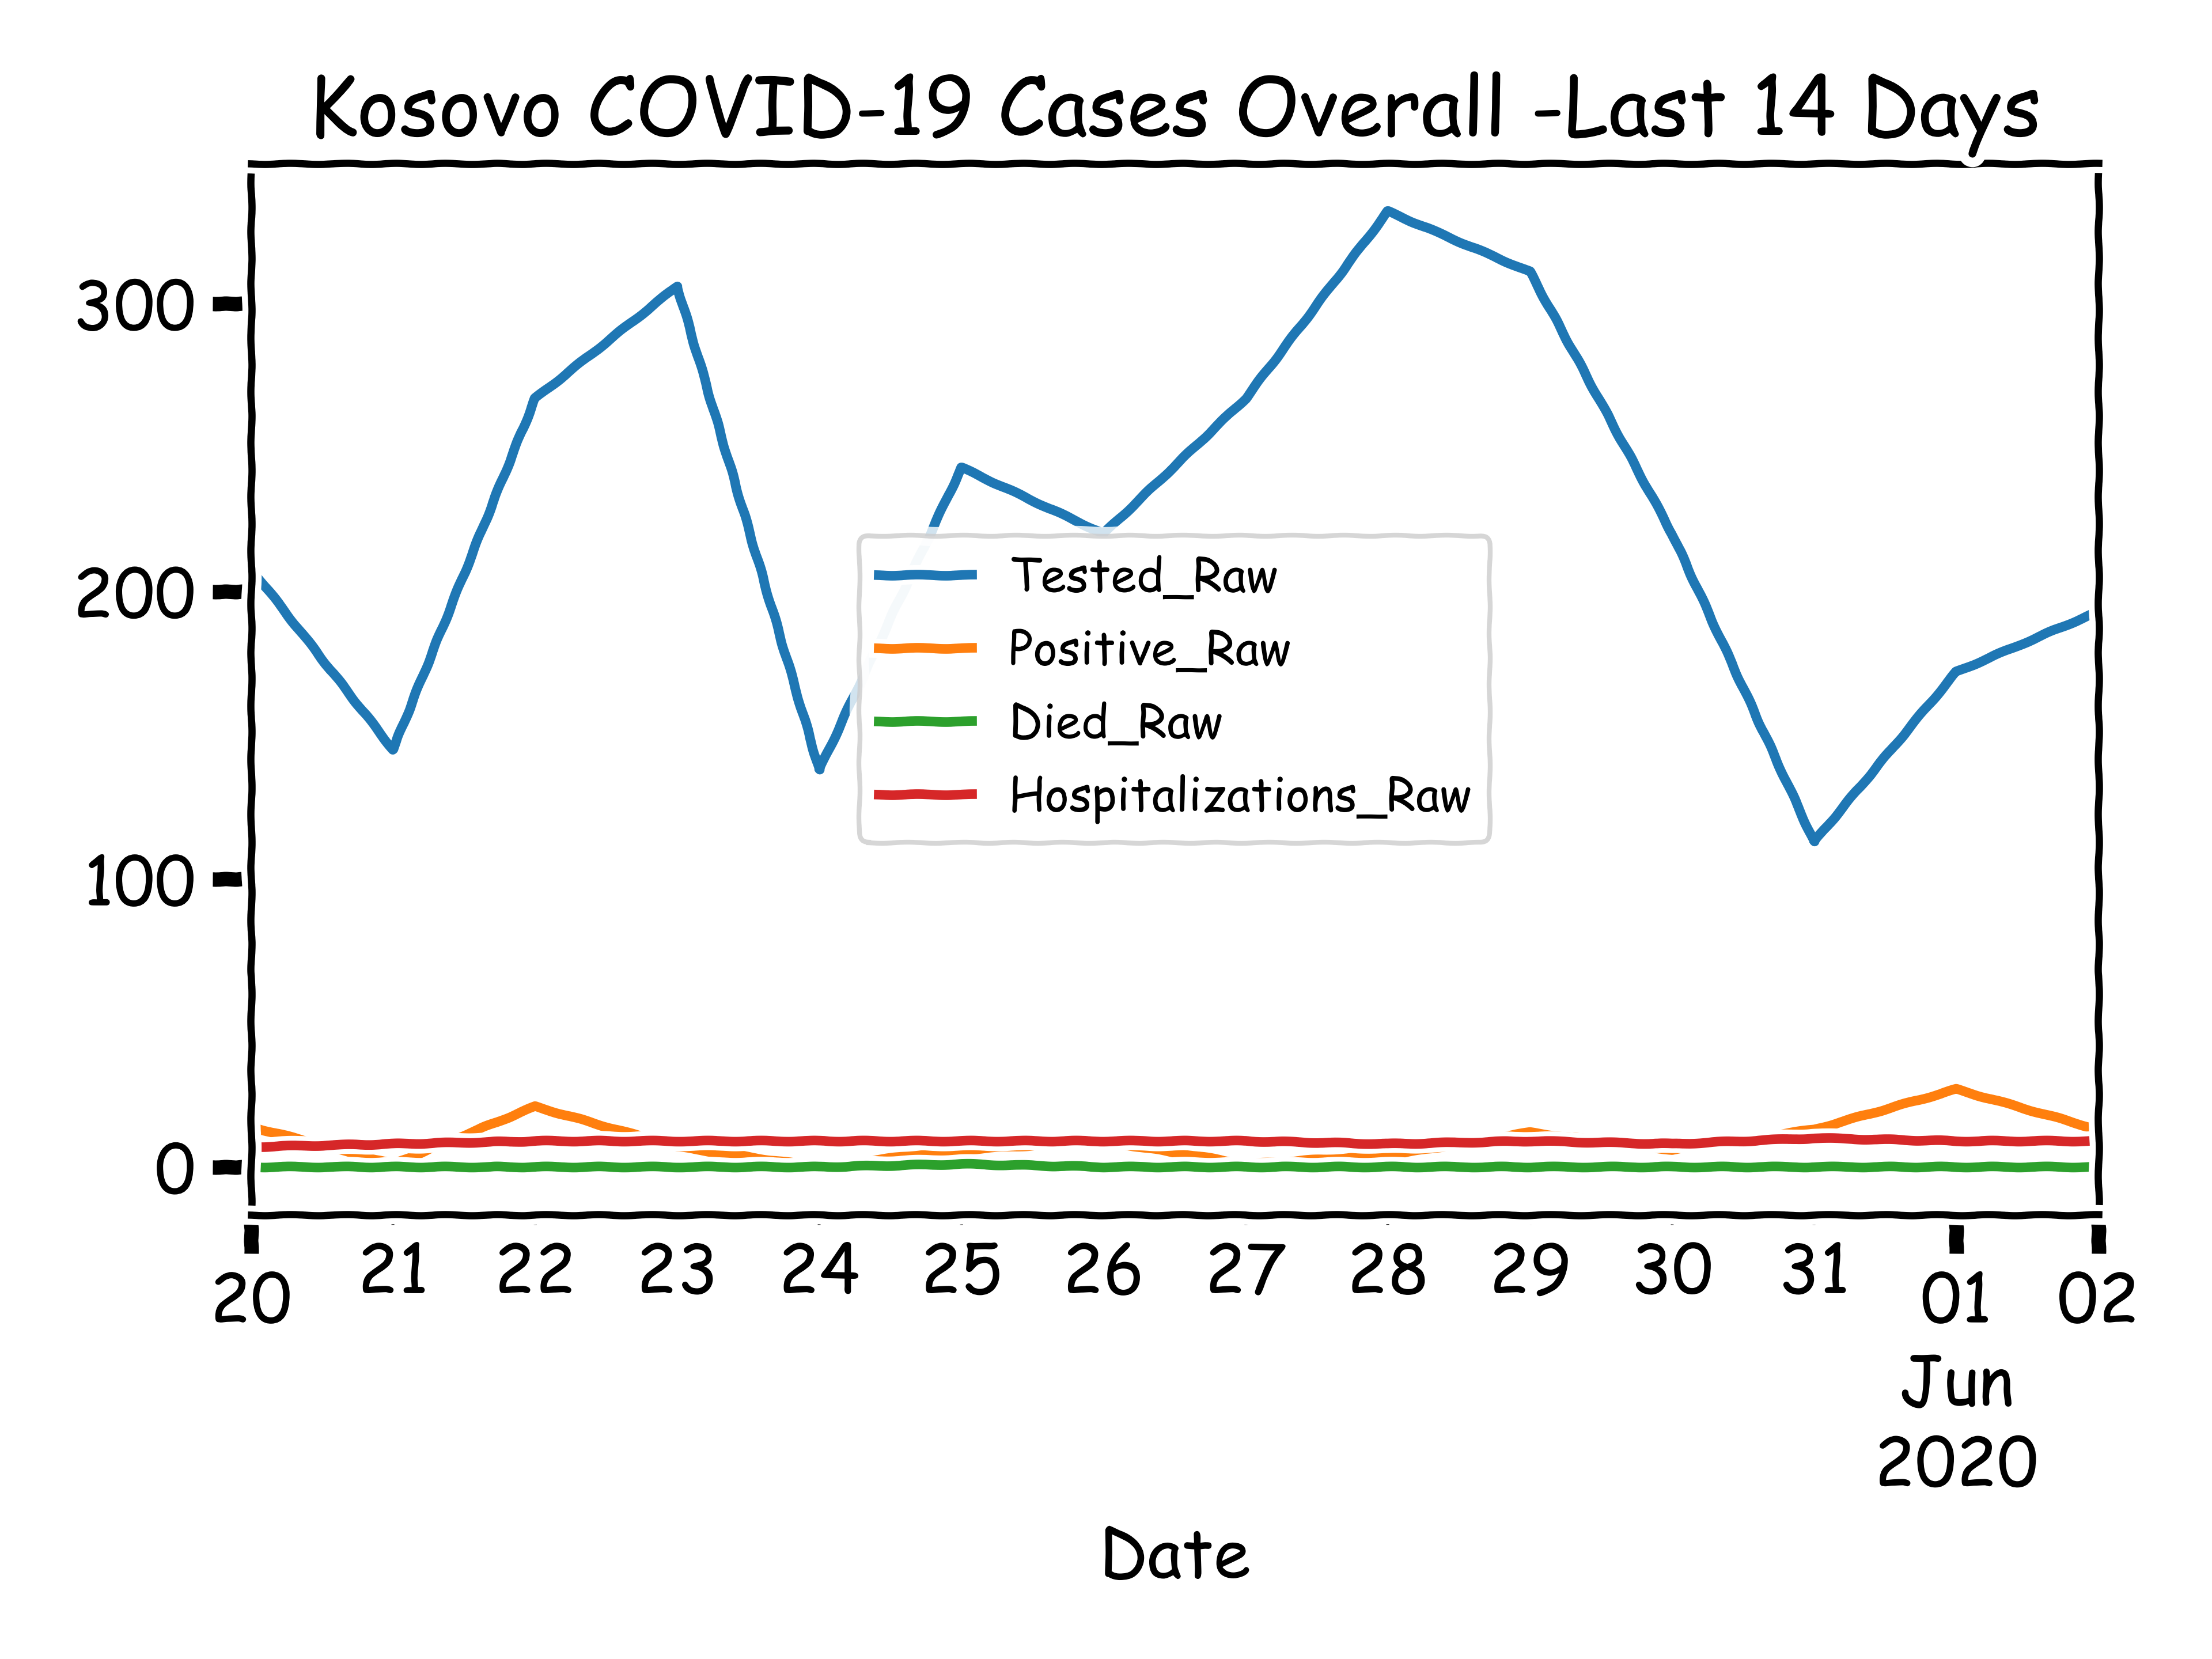 Kosovo COVID-19 Cases Overall -Last 14 Days
300
200
100
0
Tested_Raw
Positive_Raw
Died_Raw
Hospitalizations_Raw
20 21 22 23 24 25 26 27 28 29 30 31 01 02
Jun
2020
Date